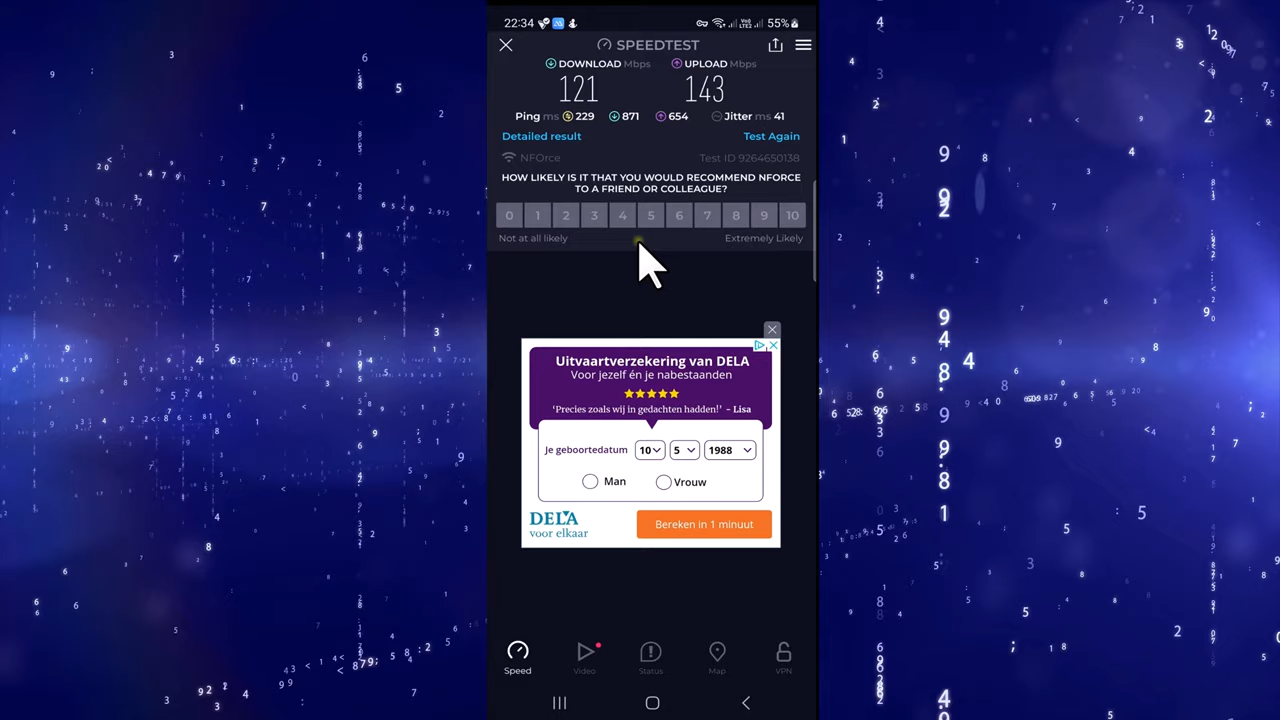 22:34 55%
SPEEDTEST
DOWNLOAD Mbps UPLOAD Mbps
121 143
Ping ms 229 871 654 Jitter ms 41
Detailed result Test Again
NFOrce Test ID 9264650138
HOW LIKELY IS IT THAT YOU WOULD RECOMMEND NFORCE
TO A FRIEND OR COLLEAGUE?
0 1 2 3 4 5 6 7 8 9 10
Not at all likely Extremely Likely
Uitvaartverzekering van DELA
Voor jezelf én je nabestaanden
'Precies zoals wij in gedachten hadden!' - Lisa
Je geboortedatum 10 5 1988
Man Vrouw
DELA
voor elkaar
Bereken in 1 minuut
Speed Video Status Map VPN